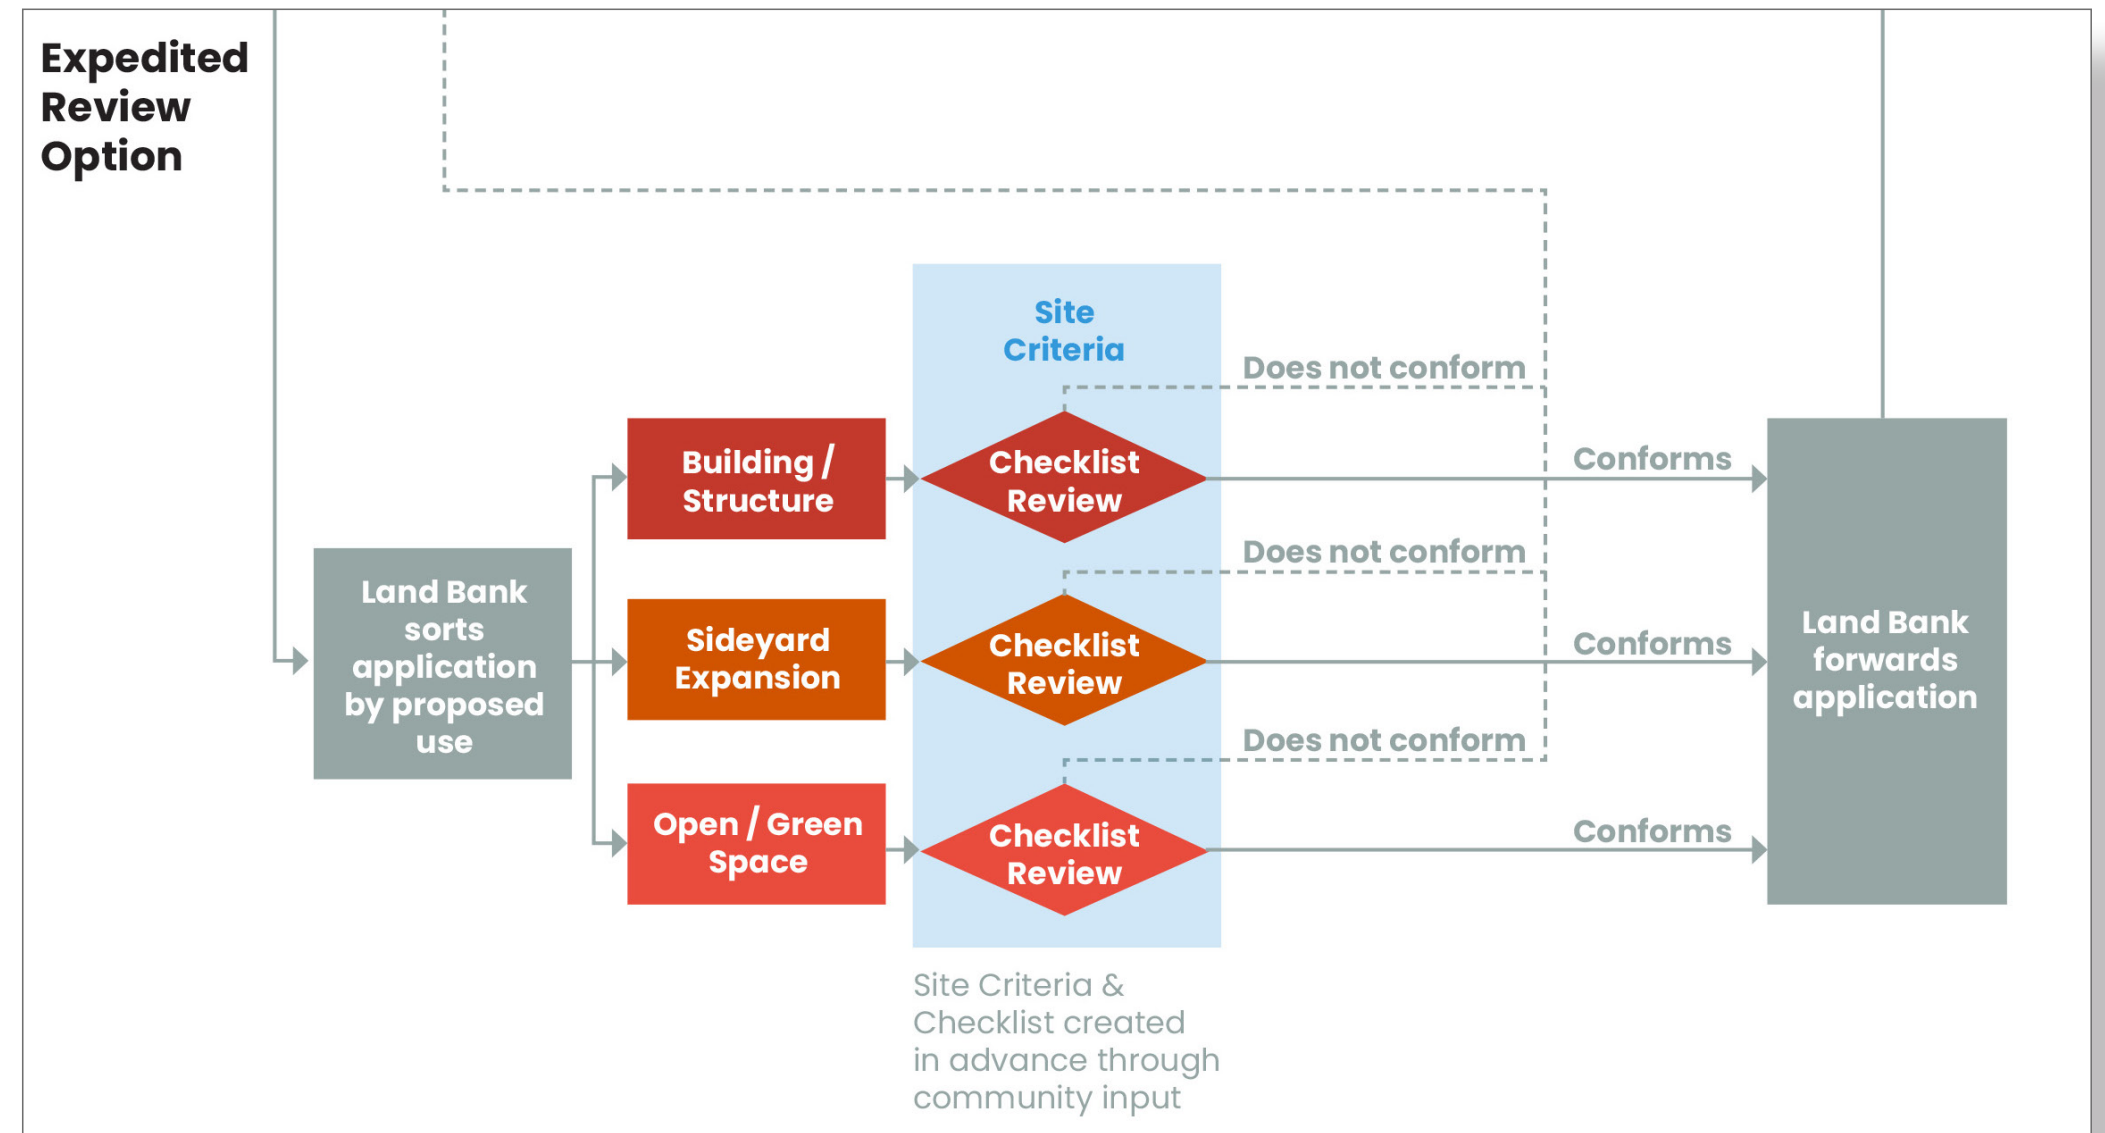 Expedited
Review
Option
Site
Criteria
Does not conform
Building /
Structure
Checklist
Review
Conforms
Does not conform
Land Bank
sorts
application
by proposed
use
Sideyard
Expansion
Checklist
Review
Conforms
Land Bank
forwards
application
Does not conform
Open / Green
Space
Checklist
Review
Conforms
Site Criteria &
Checklist created
in advance through
community input